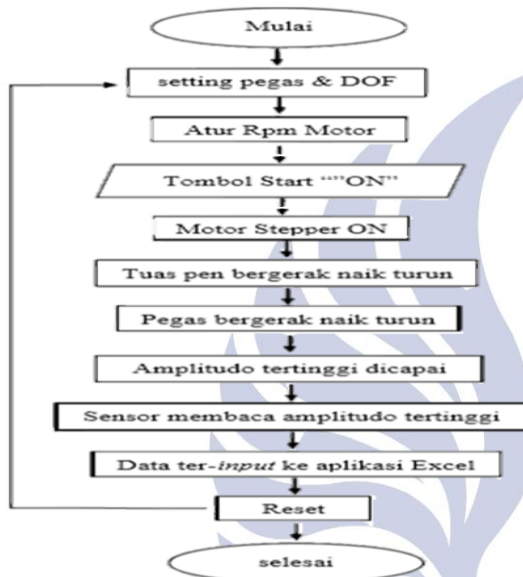 Mulai
setting pegas & DOF
Atur Rpm Motor
Tombol Start “”ON”
Motor Stepper ON
Tuas pen bergerak naik turun
Pegas bergerak naik turun
Amplitudo tertinggi dicapai
Sensor membaca amplitudo tertinggi
Data ter-input ke aplikasi Excel
Reset
selesai